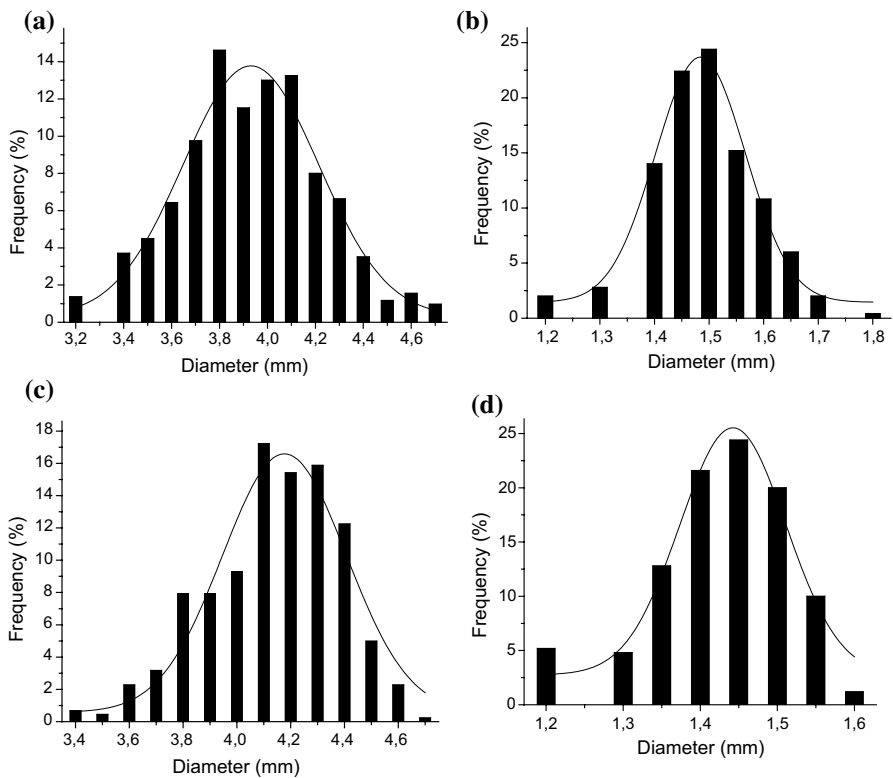 (a)
14
12
10
8
6
4
2
0
Frequency (%)
3,2 3,4 3,6 3,8 4,0 4,2 4,4 4,6
Diameter (mm)
(b)
25
20
15
10
5
0
Frequency (%)
1,2 1,3 1,4 1,5 1,6 1,7 1,8
Diameter (mm)
(c)
18
16
14
12
10
8
6
4
2
0
Frequency (%)
3,4 3,6 3,8 4,0 4,2 4,4 4,6
Diameter (mm)
(d)
25
20
15
10
5
0
Frequency (%)
1,2 1,3 1,4 1,5 1,6
Diameter (mm)